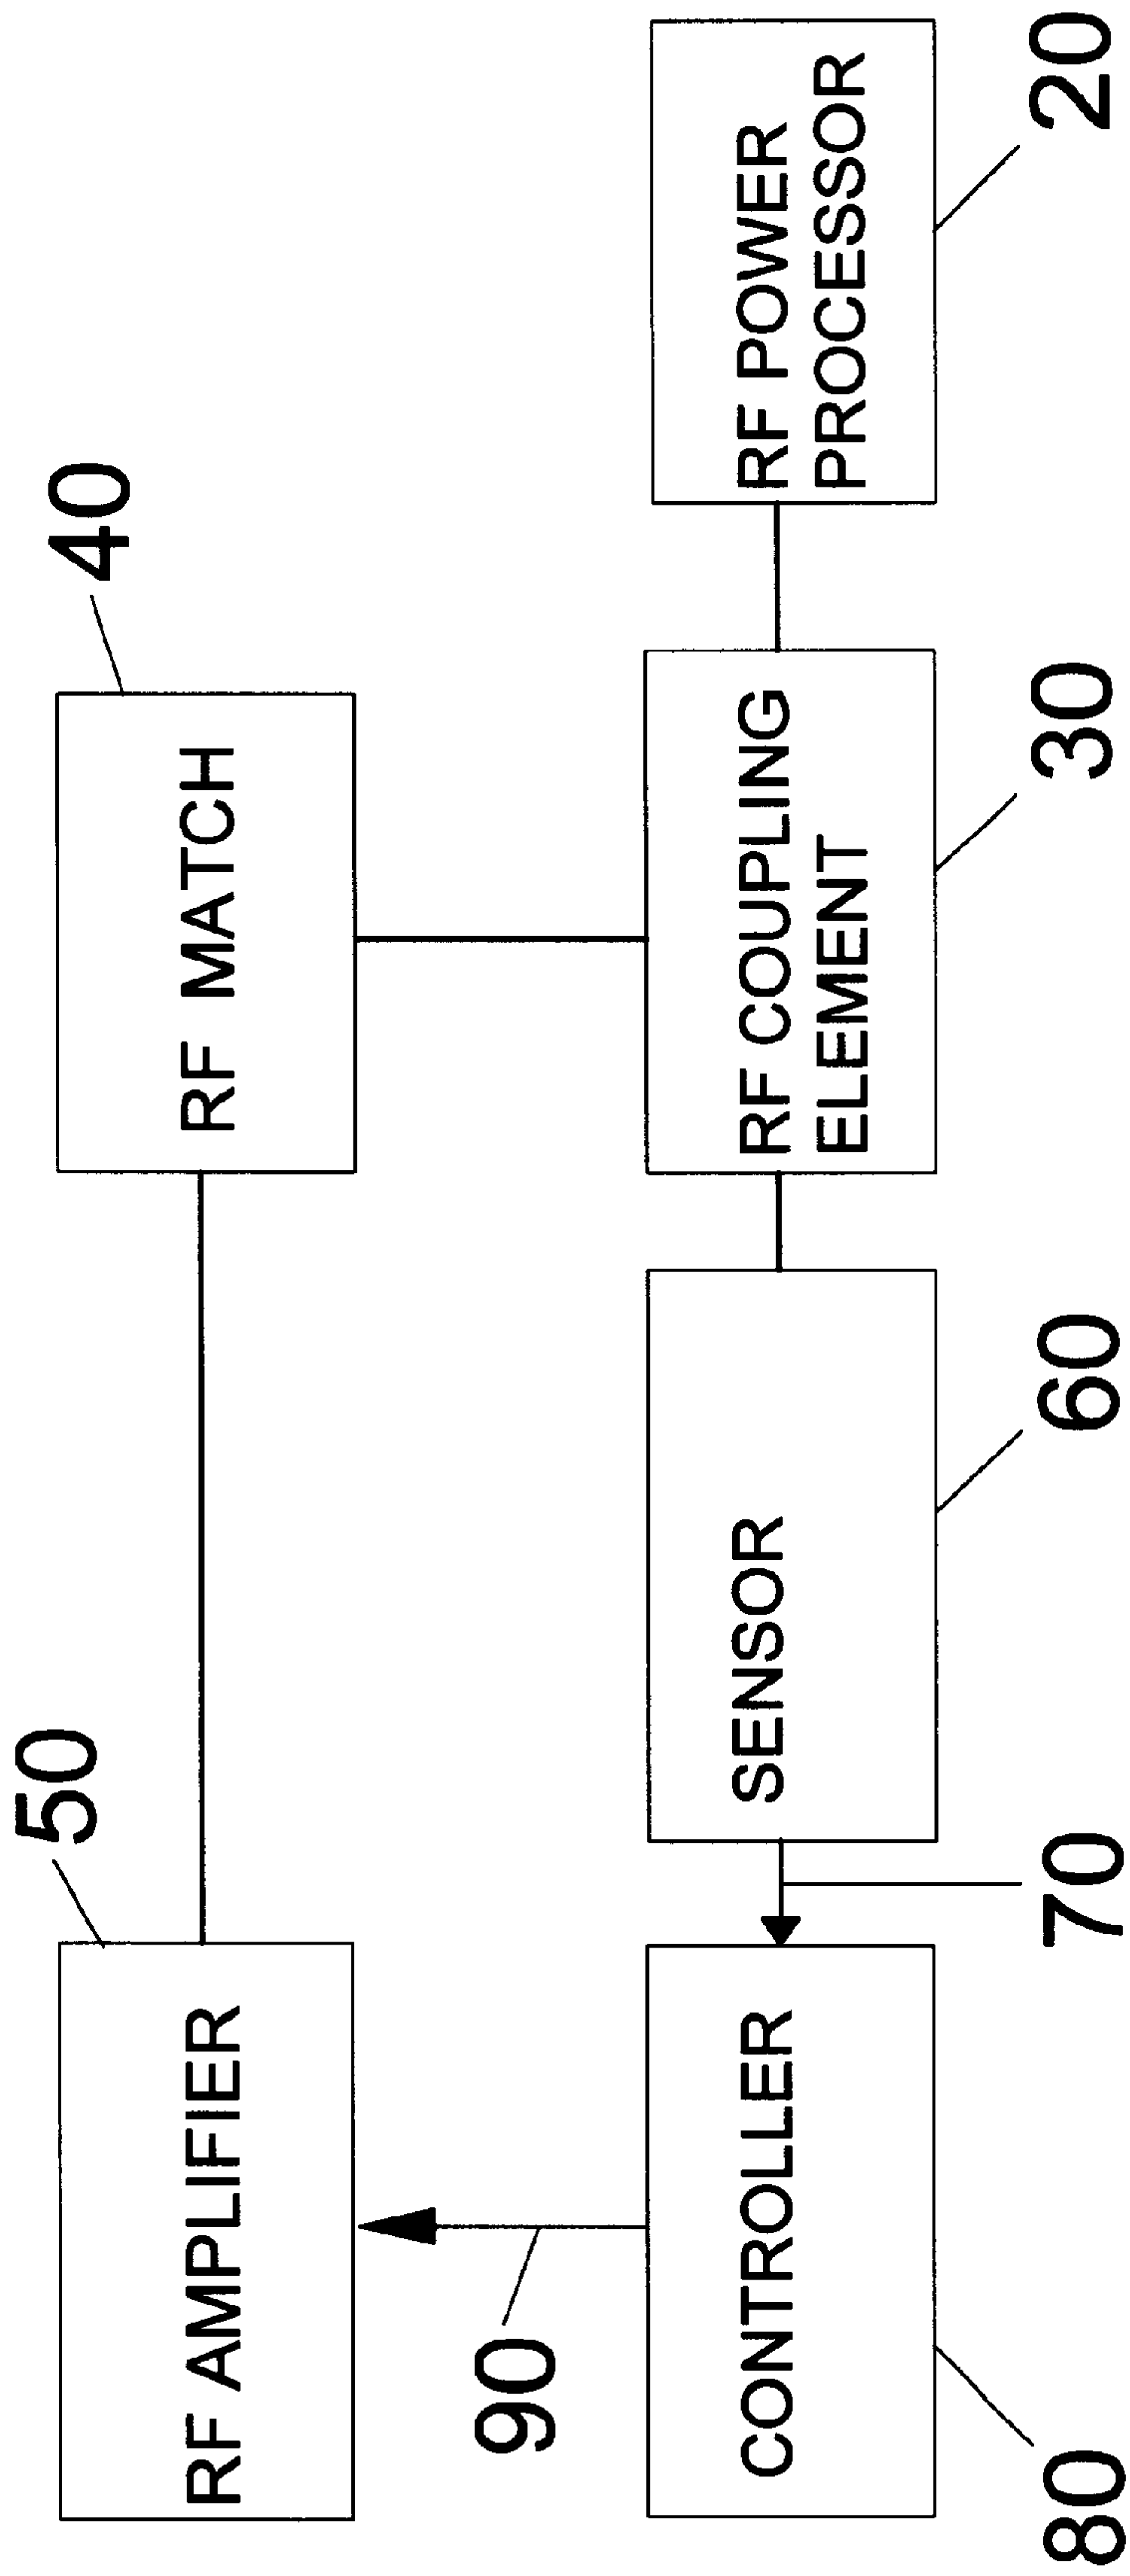 50
40
RF AMPLIFIER
RF MATCH
90
CONTROLLER
SENSOR
RF COUPLING
ELEMENT
RF POWER
PROCESSOR
80
70
60
30
20